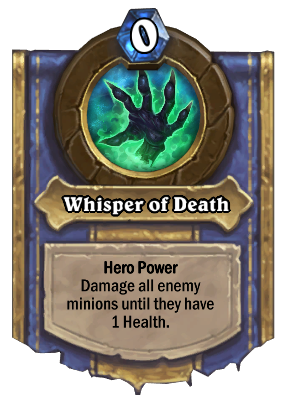 0
Whisper of Death
Hero Power
Damage all enemy
minions until they have
1 Health.